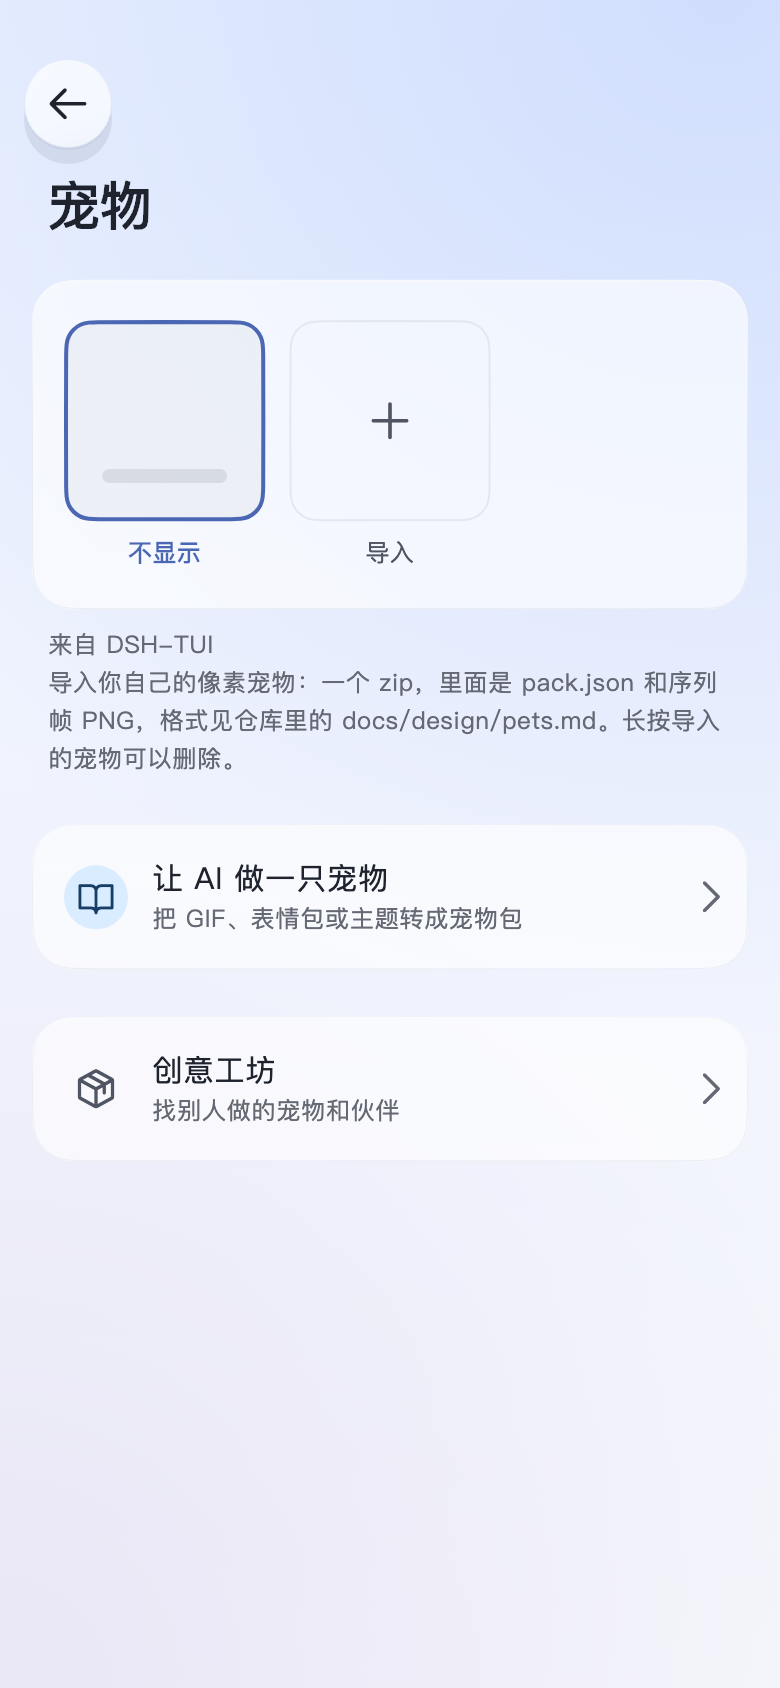 宠物
不显示
导入
来自 DSH-TUI
导入你自己的像素宠物：一个 zip，里面是 pack.json 和序列
帧 PNG，格式见仓库里的 docs/design/pets.md。长按导入
的宠物可以删除。
让 AI 做一只宠物
把 GIF、表情包或主题转成宠物包
创意工坊
找别人做的宠物和伙伴